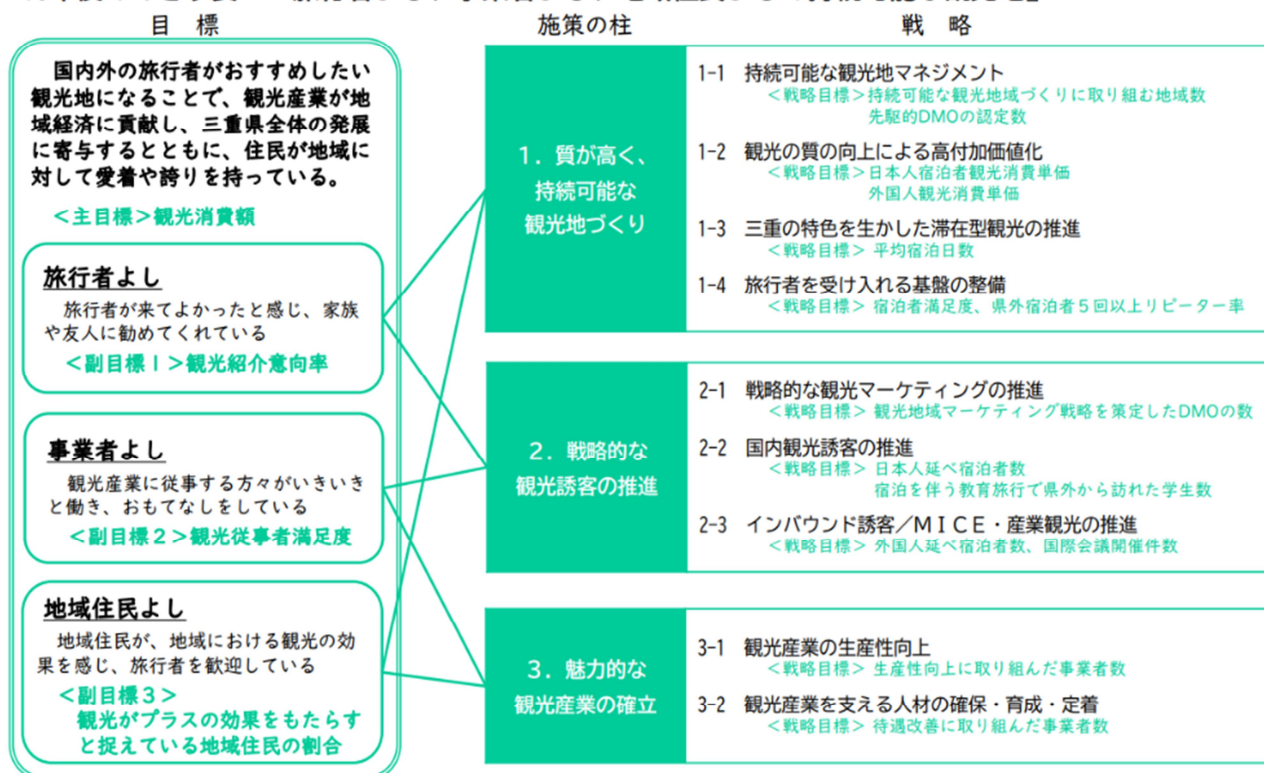 目 標
国内外の旅行者がおすすめしたい
観光地になることで、観光産業が地
域経済に貢献し、三重県全体の発展
に寄与するとともに、住民が地域に
対して愛着や誇りを持っている。
<主目標>観光消費額
旅行者よし
旅行者が来てよかったと感じ、家族
や友人に勧めてくれている
<副目標1>観光紹介意向率
事業者よし
観光産業に従事する方々がいきいき
と働き、おもてなしをしている
<副目標2>観光従事者満足度
地域住民よし
地域住民が、地域における観光の効
果を感じ、旅行者を歓迎している
<副目標3>
観光がプラスの効果をもたらす
と捉えている地域住民の割合
施策の柱
戦 略
1．質が高く、
持続可能な
観光地づくり
1-1 持続可能な観光地マネジメント
<戦略目標>持続可能な観光地域づくりに取り組む地域数
先駆的DMOの認定数
1-2 観光の質の向上による高付加価値化
<戦略目標>日本人宿泊者観光消費単価
外国人観光消費単価
1-3 三重の特色を生かした滞在型観光の推進
<戦略目標> 平均宿泊日数
1-4 旅行者を受け入れる基盤の整備
<戦略目標> 宿泊者満足度、県外宿泊者５回以上リピーター率
2．戦略的な
観光誘客の推進
2-1 戦略的な観光マーケティングの推進
<戦略目標> 観光地域マーケティング戦略を策定したDMOの数
2-2 国内観光誘客の推進
<戦略目標> 日本人延べ宿泊者数
宿泊を伴う教育旅行で県外から訪れた学生数
2-3 インバウンド誘客／ＭＩＣＥ・産業観光の推進
<戦略目標> 外国人延べ宿泊者数、国際会議開催件数
3．魅力的な
観光産業の確立
3-1 観光産業の生産性向上
<戦略目標> 生産性向上に取り組んだ事業者数
3-2 観光産業を支える人材の確保・育成・定着
<戦略目標> 待遇改善に取り組んだ事業者数